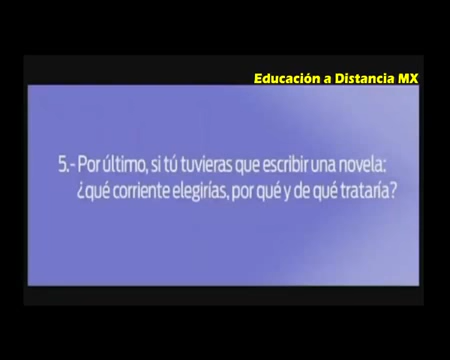 Educación a Distancia MX
5.- Por último, si tú tuvieras que escribir una novela:
¿qué corriente elegirías, por qué y de qué trataría?